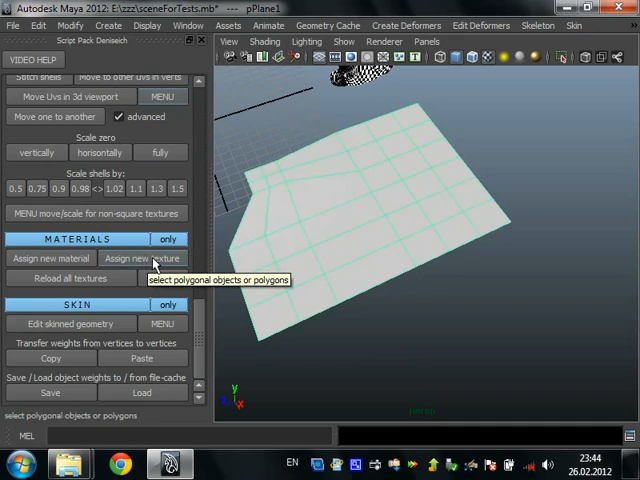 Autodesk Maya 2012: E:\zzz\sceneForTests.mb* --- pPlane1
File Edit Modify Create Display Window Assets Animate Geometry Cache Create Deformers Edit Deformers Skeleton Skin
Script Pack Deniseich
View Shading Lighting Show Renderer Panels
VIDEO HELP
Stitch shells Move to other Uvs in verts
Move Uvs in 3d viewport MENU
Move one to another advanced
Scale zero
vertically horisontally fully
Scale shells by:
0.5 0.75 0.9 0.98 <> 1.02 1.1 1.3 1.5
MENU move/scale for non-square textures
MATERIALS only
Assign new material Assign new texture
Reload all textures
select polygonal objects or polygons
SKIN only
Edit skinned geometry MENU
Transfer weights from vertices to vertices
Copy Paste
Save / Load object weights to / from file-cache
Save Load
select polygonal objects or polygons
y
z x
persp
MEL
EN
23:44
26.02.2012